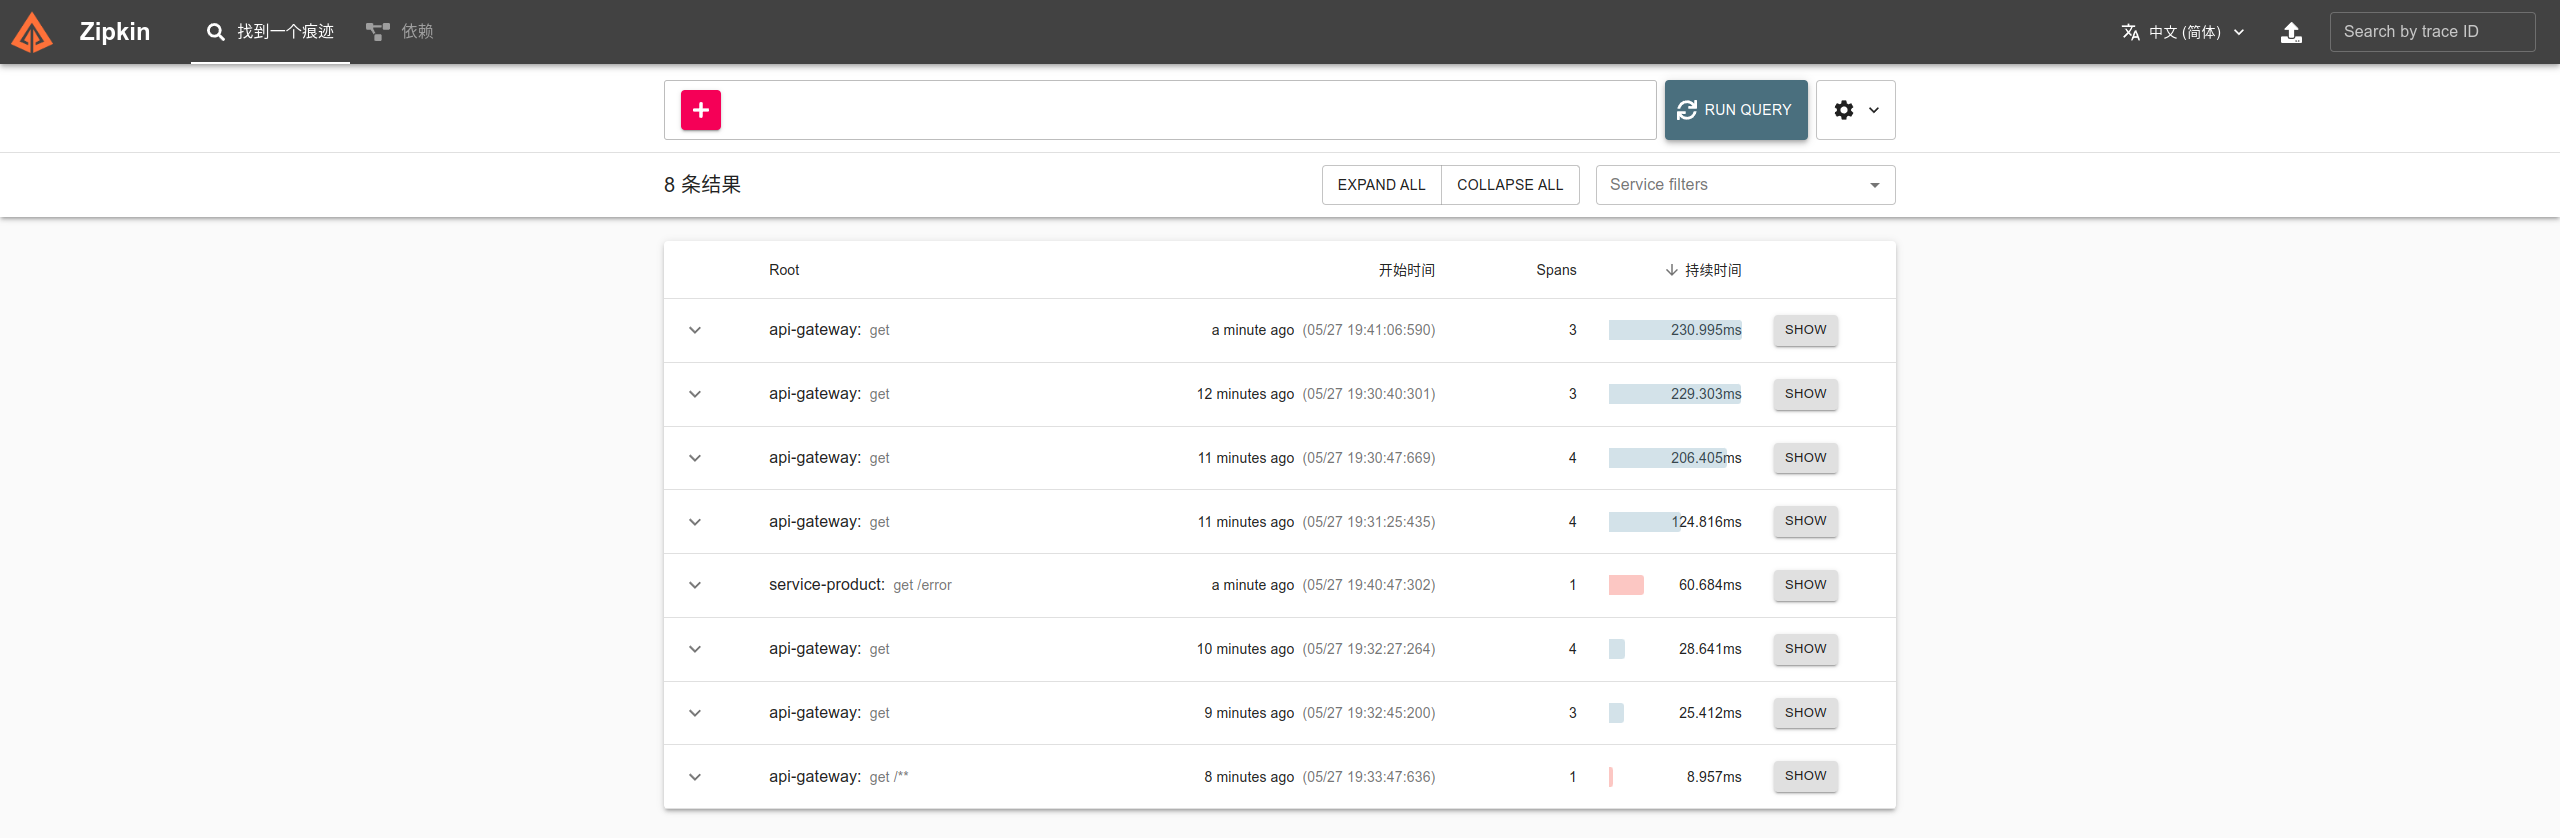 Zipkin 找到一个痕迹 依赖 中文 (简体) Search by trace ID
RUN QUERY
8 条结果 EXPAND ALL COLLAPSE ALL Service filters
Root 开始时间 Spans 持续时间
api-gateway: get a minute ago (05/27 19:41:06:590) 3 230.995ms SHOW
api-gateway: get 12 minutes ago (05/27 19:30:40:301) 3 229.303ms SHOW
api-gateway: get 11 minutes ago (05/27 19:30:47:669) 4 206.405ms SHOW
api-gateway: get 11 minutes ago (05/27 19:31:25:435) 4 124.816ms SHOW
service-product: get /error a minute ago (05/27 19:40:47:302) 1 60.684ms SHOW
api-gateway: get 10 minutes ago (05/27 19:32:27:264) 4 28.641ms SHOW
api-gateway: get 9 minutes ago (05/27 19:32:45:200) 3 25.412ms SHOW
api-gateway: get /** 8 minutes ago (05/27 19:33:47:636) 1 8.957ms SHOW